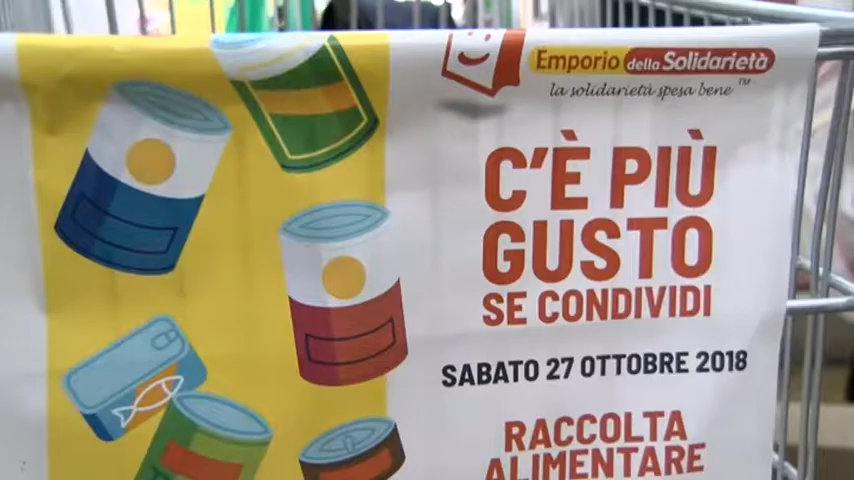 Emporio della Solidarietà
la solidarietà spesa bene™
C'È PIÙ
GUSTO
SE CONDIVIDI
SABATO 27 OTTOBRE 2018
RACCOLTA
ALIMENTARE